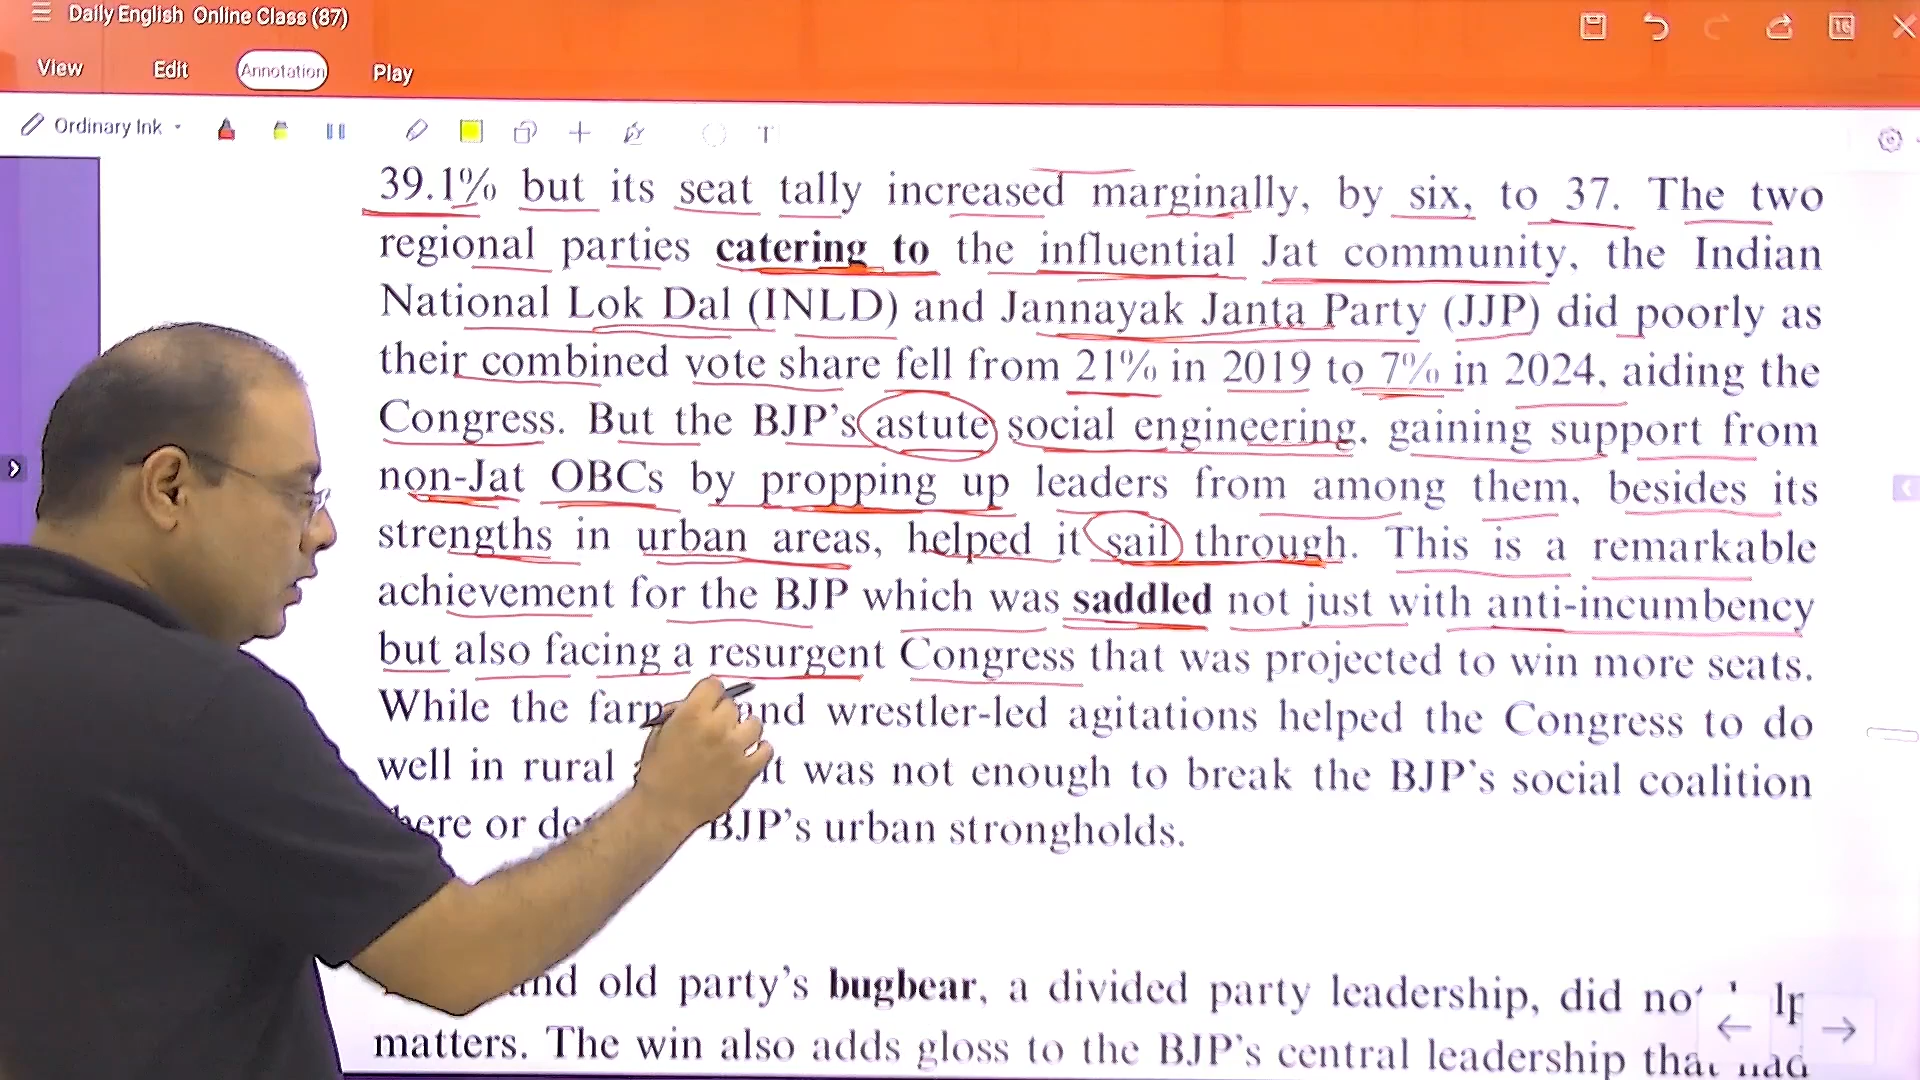 Daily English Online Class (87)
View Edit Annotation Play
Ordinary Ink
39.1% but its seat tally increased marginally, by six, to 37. The two
regional parties catering to the influential Jat community, the Indian
National Lok Dal (INLD) and Jannayak Janta Party (JJP) did poorly as
their combined vote share fell from 21% in 2019 to 7% in 2024, aiding the
Congress. But the BJP's astute social engineering, gaining support from
non-Jat OBCs by propping up leaders from among them, besides its
strengths in urban areas, helped it sail through. This is a remarkable
achievement for the BJP which was saddled not just with anti-incumbency
but also facing a resurgent Congress that was projected to win more seats.
While the and wrestler-led agitations helped the Congress to do
well in rural it was not enough to break the BJP's social coalition
or BJP's urban strongholds.
old party's bugbear, a divided party leadership, did
matters. The win also adds gloss to the BJP's central leadership